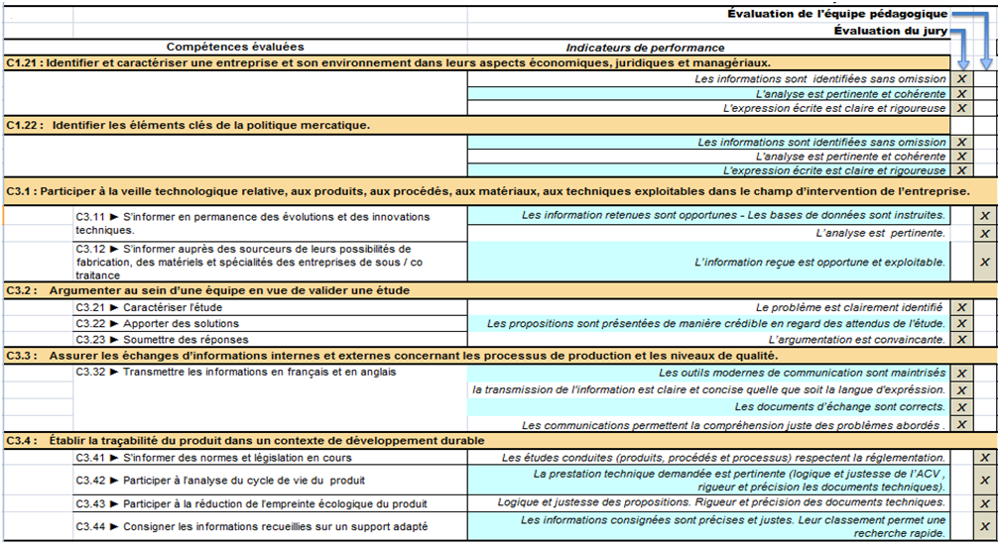 Évaluation de l'équipe pédagogique
Évaluation du jury
Compétences évaluées Indicateurs de performance
C1.21 : Identifier et caractériser une entreprise et son environnement dans leurs aspects économiques, juridiques et managériaux.
Les informations sont identifiées sans omission X
L'analyse est pertinente et cohérente X
L'expression écrite est claire et rigoureuse X
C1.22 : Identifier les éléments clés de la politique mercatique.
Les informations sont identifiées sans omission X
L'analyse est pertinente et cohérente X
L'expression écrite est claire et rigoureuse X
C3.1 : Participer à la veille technologique relative, aux produits, aux procédés, aux matériaux, aux techniques exploitables dans le champ d'intervention de l'entreprise.
C3.11 ► S'informer en permanence des évolutions et des innovations
techniques.
Les information retenues sont opportunes - Les bases de données sont instruites. X
L'analyse est pertinente. X
C3.12 ► S'informer auprès des sourceurs de leurs possibilités de
fabrication, des matériels et spécialités des entreprises de sous / co
traitance
L'information reçue est opportune et exploitable. X
C3.2 : Argumenter au sein d'une équipe en vue de valider une étude
C3.21 ► Caractériser l'étude Le problème est clairement identifié X
C3.22 ► Apporter des solutions Les propositions sont présentées de manière crédible en regard des attendus de l'étude. X
C3.23 ► Soumettre des réponses L'argumentation est convaincante. X
C3.3 : Assurer les échanges d'informations internes et externes concernant les processus de production et les niveaux de qualité.
C3.32 ► Transmettre les informations en français et en anglais Les outils modernes de communication sont maintrisés X
la transmission de l'information est claire et concise quelle que soit la langue d'expréssion. X
Les documents d'échange sont corrects. X
Les communications permettent la compréhension juste des problèmes abordés . X
C3.4 : Établir la traçabilité du produit dans un contexte de développement durable
C3.41 ► S'informer des normes et législation en cours Les études conduites (produits, procédés et processus) respectent la réglementation. X
C3.42 ► Participer à l'analyse du cycle de vie du produit La prestation technique demandée est pertinente (logique et justesse de l'ACV ,
rigueur et précision les documents techniques). X
C3.43 ► Participer à la réduction de l'empreinte écologique du produit Logique et justesse des propositions. Rigueur et précision des documents techniques. X
C3.44 ► Consigner les informations recueillies sur un support adapté Les informations consignées sont précises et justes. Leur classement permet une
recherche rapide. X